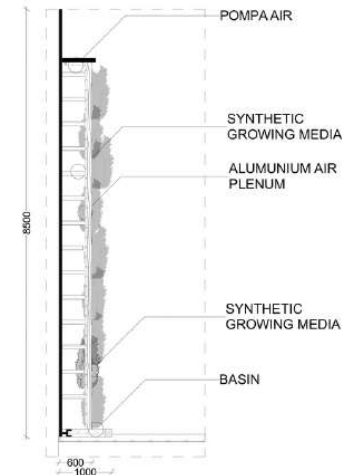 POMPA AIR
SYNTHETIC
GROWING MEDIA
ALUMUNIUM AIR
PLENUM
8500
SYNTHETIC
GROWING MEDIA
BASIN
600
1000